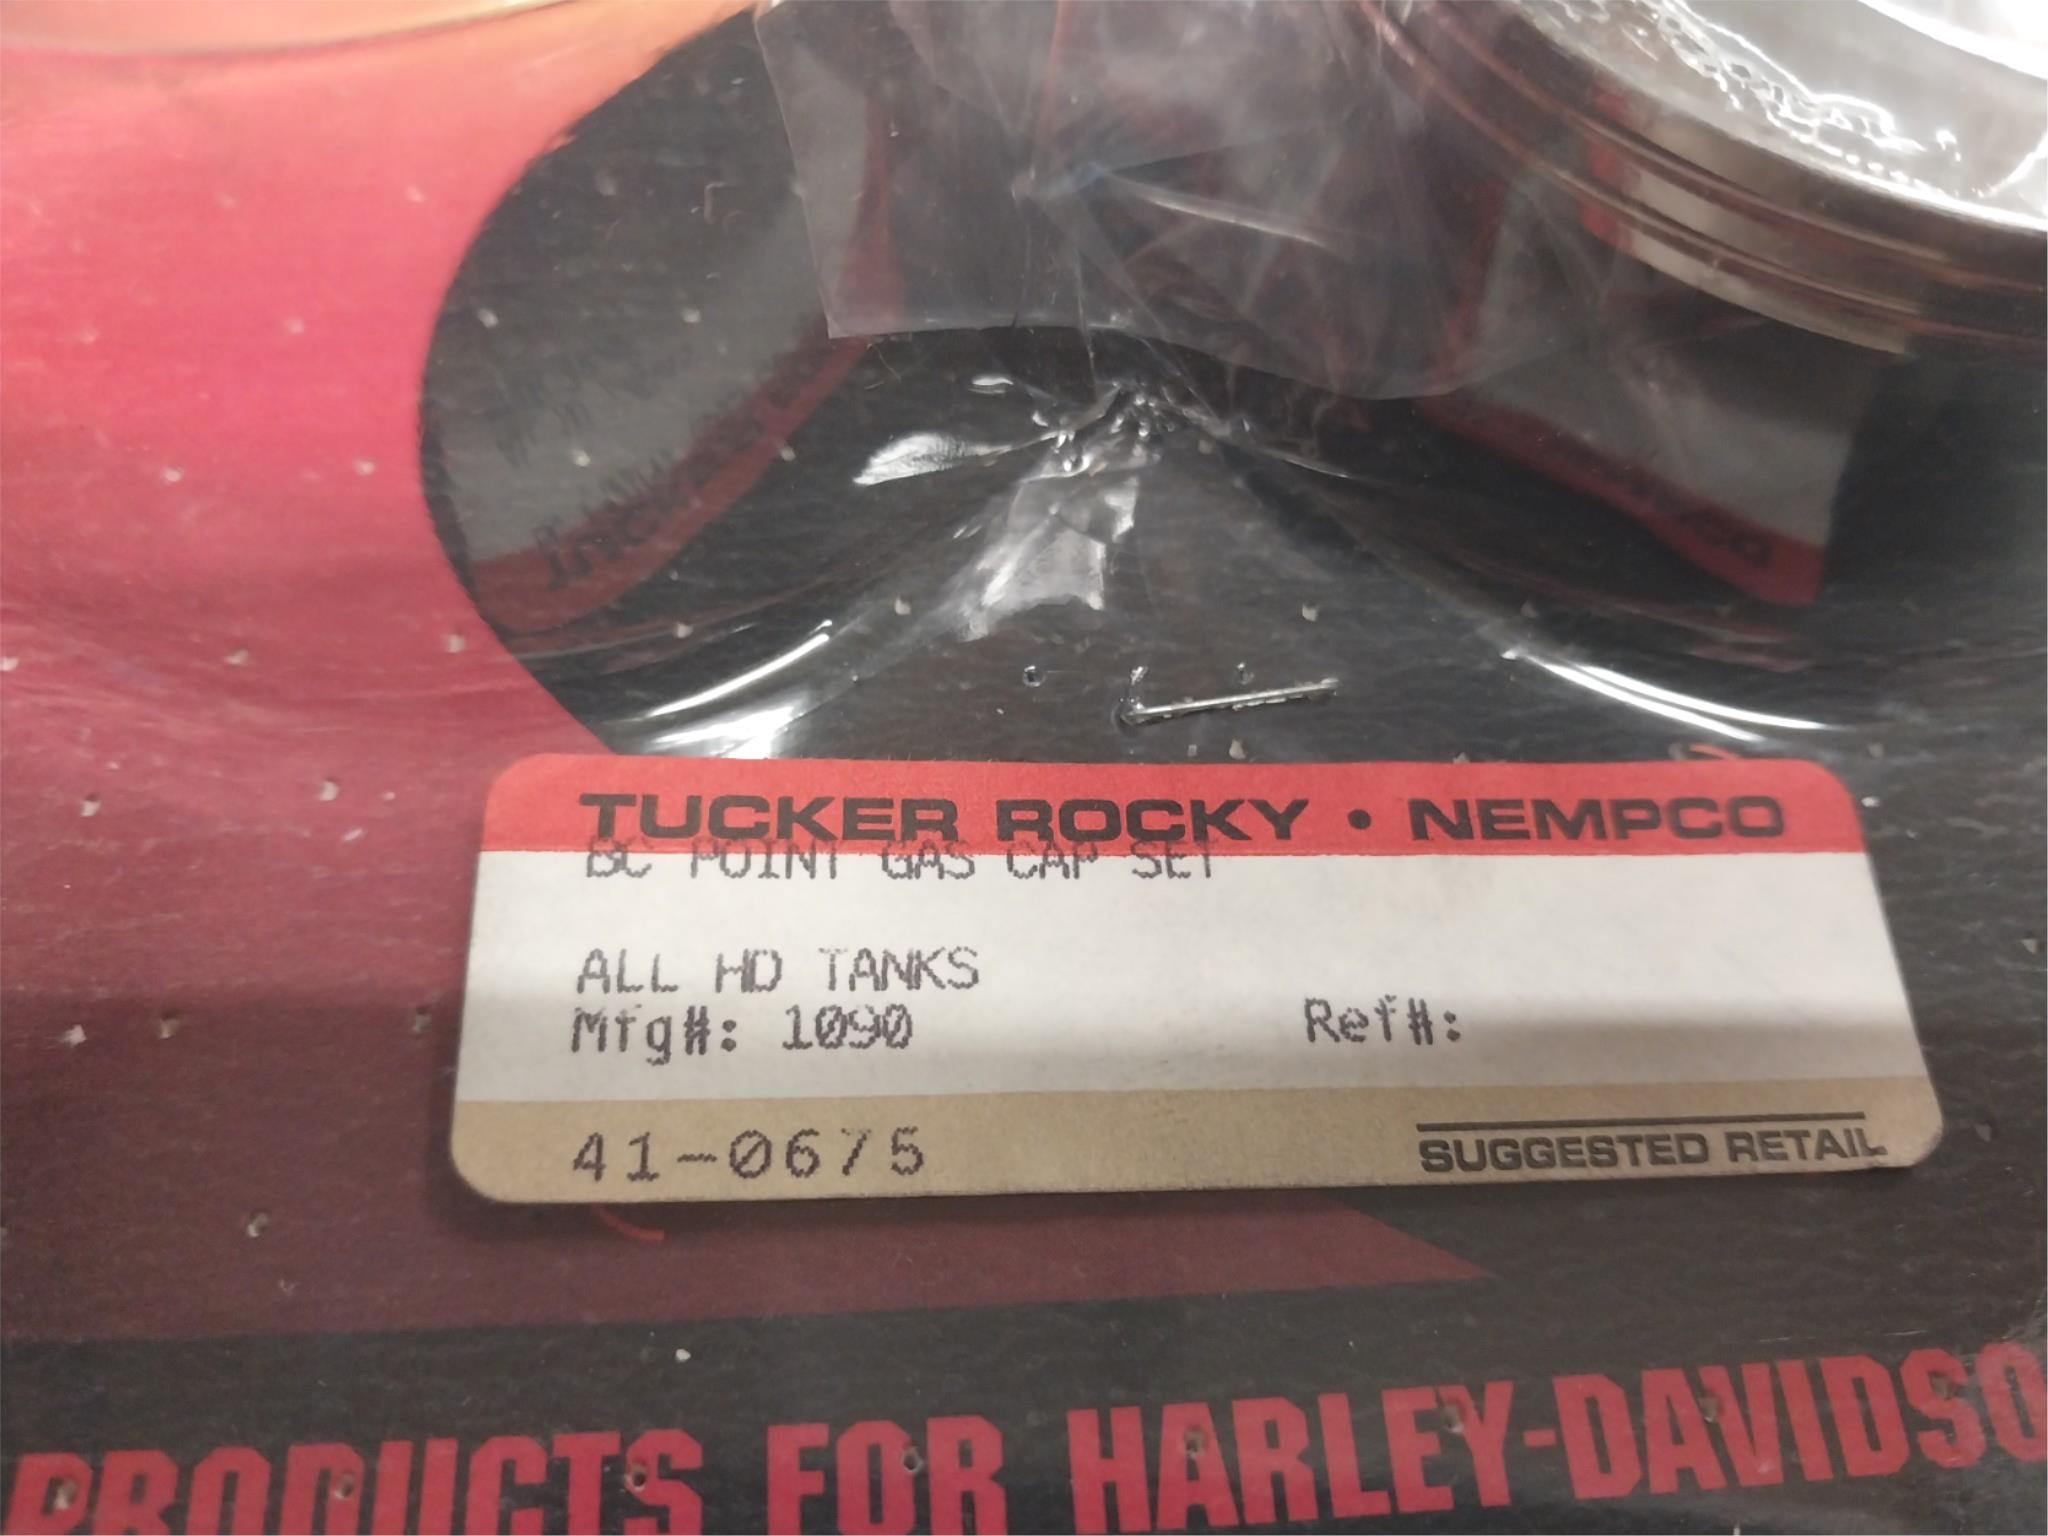 TUCKER ROCKY • NEMPCO
BC POINT GAS CAP SET
ALL HD TANKS
Mfg#: 1090 Ref#:
41-0675 SUGGESTED RETAIL
PRODUCTS FOR HARLEY-DAVIDSO